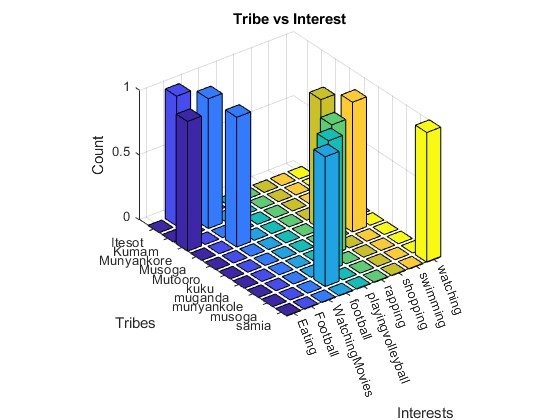 Tribe vs Interest
1
0.5
0
Count
Itesot
Kumam
Munyankore
Musoga
Mutooro
kuku
muganda
munyankole
musoga
samia
Tribes
Eating
Football
WatchingMovies
football
playingvolleyball
rapping
shopping
swimming
watching
Interests